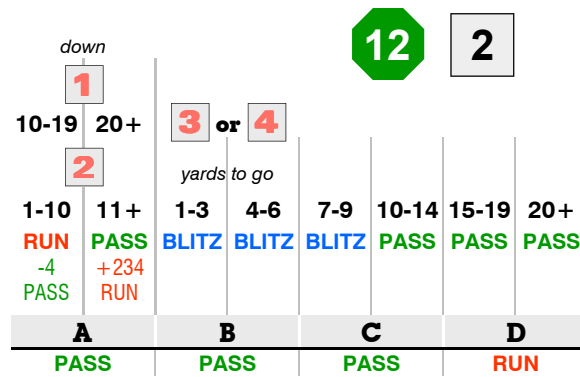 12 2
down
1
10-19 20+ 3 or 4
2 yards to go
1-10 11+ 1-3 4-6 7-9 10-14 15-19 20+
RUN PASS BLITZ BLITZ BLITZ PASS PASS PASS
-4 +234
PASS RUN
A B C D
PASS PASS PASS RUN